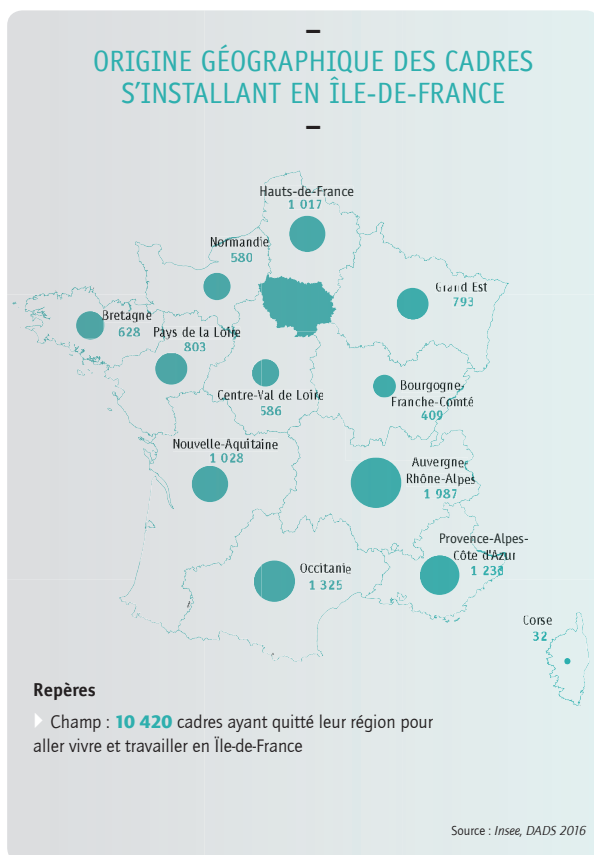 ORIGINE GÉOGRAPHIQUE DES CADRES
S'INSTALLANT EN ÎLE-DE-FRANCE
Hauts-de-France
1 017
Normandie
580
Grand Est
793
Bretagne
628
Pays de la Loire
803
Centre-Val de Loire
586
Bourgogne-
Franche-Comté
409
Nouvelle-Aquitaine
1 028
Auvergne-
Rhône-Alpes
1 987
Provence-Alpes-
Côte d'Azur
Occitanie
1 325
Corse
32
Repères
Champ : 10 420 cadres ayant quitté leur région pour
aller vivre et travailler en Ïle-de-France
Source : Insee, DADS 2016